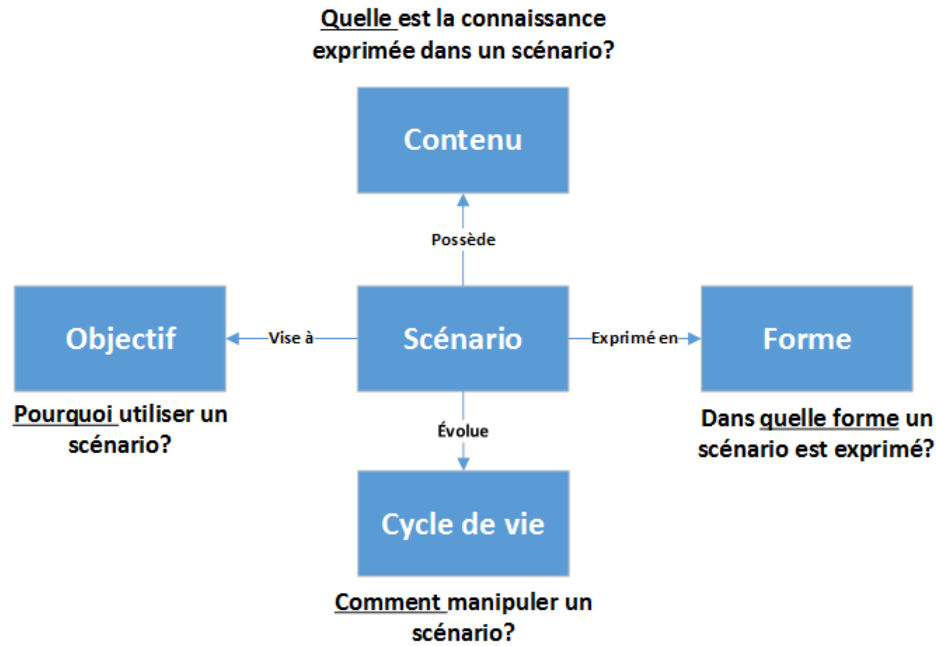 Quelle est la connaissance
exprimée dans un scénario?
Contenu
Possède
Objectif
Vise à
Scénario
Exprimé en
Forme
Pourquoi utiliser un
scénario?
Évolue
Dans quelle forme un
scénario est exprimé?
Cycle de vie
Comment manipuler un
scénario?